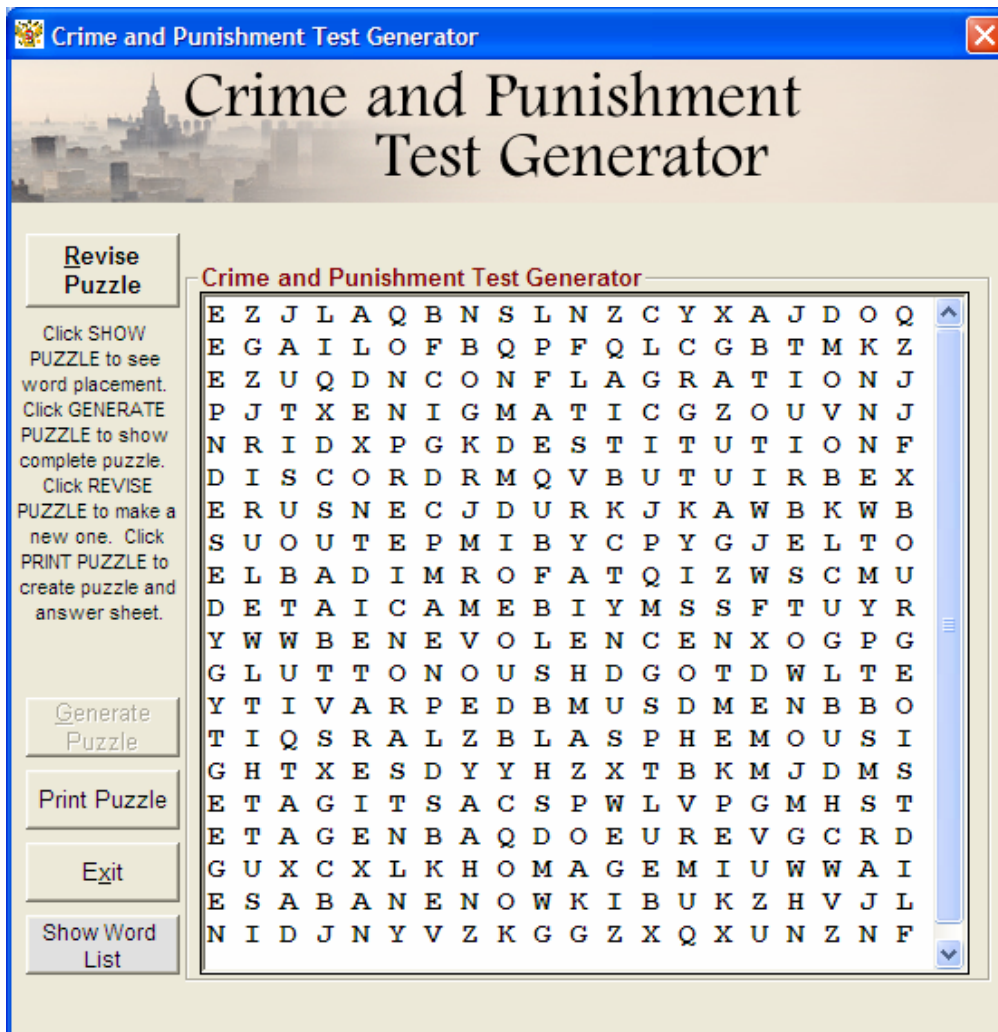 Crime and Punishment Test Generator
Crime and Punishment
Test Generator
Revise
Puzzle
Click SHOW
PUZZLE to see
word placement.
Click GENERATE
PUZZLE to show
complete puzzle.
Click REVISE
PUZZLE to make a
new one. Click
PRINT PUZZLE to
create puzzle and
answer sheet.
Generate
Puzzle
Print Puzzle
Exit
Show Word
List
Crime and Punishment Test Generator
E Z J L A Q B N S L N Z C Y X A J D O Q
E G A I L O F B Q P F Q L C G B T M K Z
E Z U Q D N C O N F L A G R A T I O N J
P J T X E N I G M A T I C G Z O U V N J
N R I D X P G K D E S T I T U T I O N F
D I S C O R D R M Q V B U T U I R B E X
E R U S N E C J D U R K J K A W B K W B
S U O U T E P M I B Y C P Y G J E L T O
E L B A D I M R O F A T Q I Z W S C M U
D E T A I C A M E B I Y M S S F T U Y R
Y W W B E N E V O L E N C E N X O G P G
G L U T T O N O U S H D G O T D W L T E
Y T I V A R P E D B M U S D M E N B B O
T I Q S R A L Z B L A S P H E M O U S I
G H T X E S D Y Y H Z X T B K M J D M S
E T A G I T S A C S P W L V P G M H S T
E T A G E N B A Q D O E U R E V G C R D
G U X C X L K H O M A G E M I U W W A I
E S A B A N E N O W K I B U K Z H V J L
N I D J N Y V Z K G G Z X Q X U N Z N F